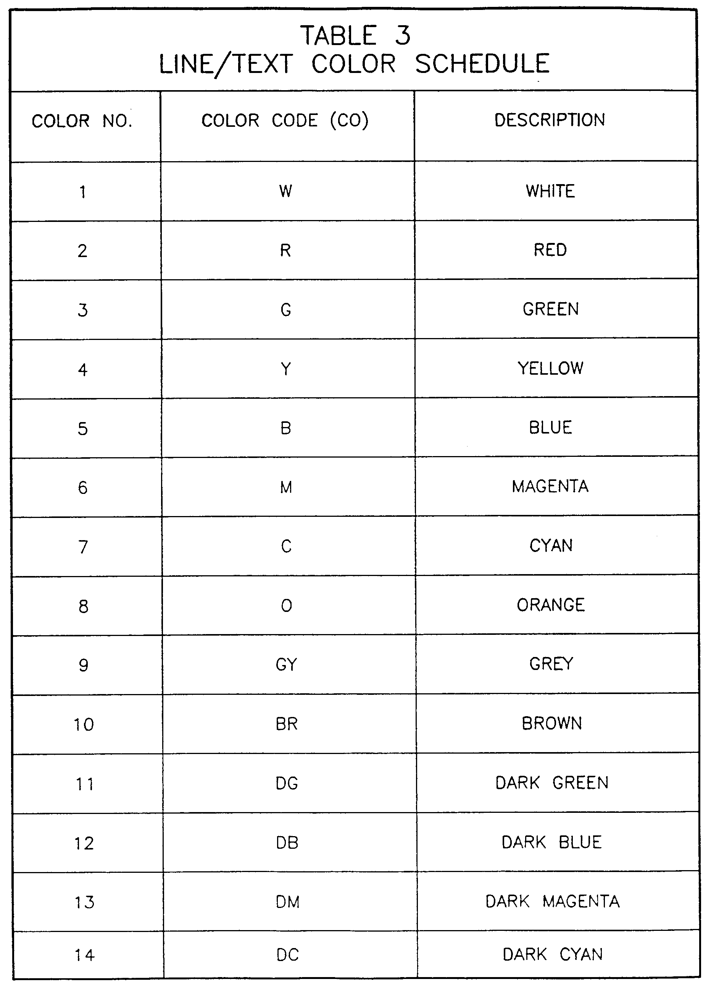 TABLE 3
LINE/TEXT COLOR SCHEDULE
COLOR NO. COLOR CODE (CO) DESCRIPTION
1 W WHITE
2 R RED
3 G GREEN
4 Y YELLOW
5 B BLUE
6 M MAGENTA
7 C CYAN
8 O ORANGE
9 GY GREY
10 BR BROWN
11 DG DARK GREEN
12 DB DARK BLUE
13 DM DARK MAGENTA
14 DC DARK CYAN